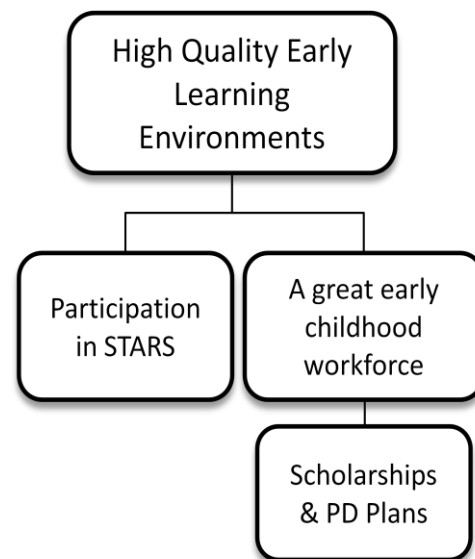 High Quality Early
Learning
Environments
Participation
in STARS
A great early
childhood
workforce
Scholarships
& PD Plans